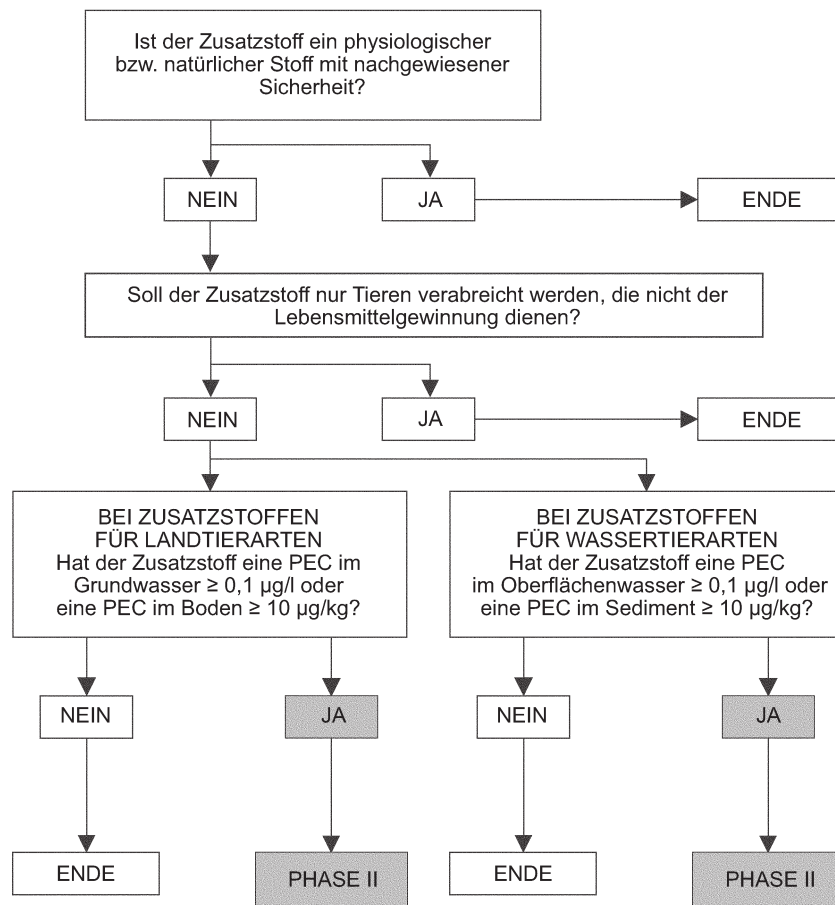 Ist der Zusatzstoff ein physiologischer
bzw. natürlicher Stoff mit nachgewiesener
Sicherheit?
NEIN
JA
ENDE
Soll der Zusatzstoff nur Tieren verabreicht werden, die nicht der
Lebensmittelgewinnung dienen?
NEIN
JA
ENDE
BEI ZUSATZSTOFFEN
FÜR LANDTIERARTEN
Hat der Zusatzstoff eine PEC im
Grundwasser ≥ 0,1 µg/l oder
eine PEC im Boden ≥ 10 µg/kg?
BEI ZUSATZSTOFFEN
FÜR WASSERTIERARTEN
Hat der Zusatzstoff eine PEC
im Oberflächenwasser ≥ 0,1 µg/l oder
eine PEC im Sediment ≥ 10 µg/kg?
NEIN
JA
NEIN
JA
ENDE
PHASE II
ENDE
PHASE II